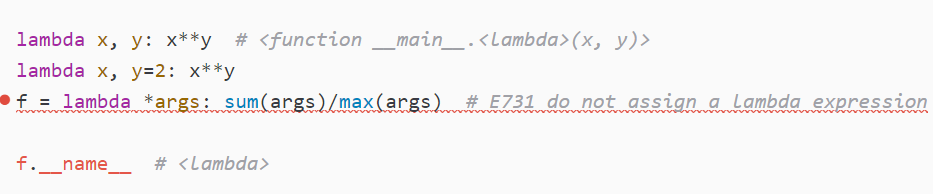 lambda x, y: x**y  # <function __main__.<lambda>(x, y)>
lambda x, y=2: x**y
f = lambda *args: sum(args)/max(args)  # E731 do not assign a lambda expression
f.__name__  # <lambda>